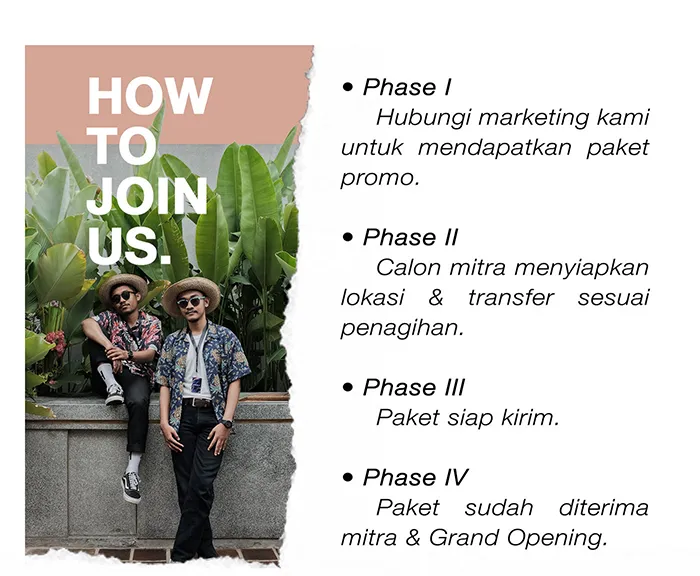 HOW
TO
JOIN
US.
• Phase I
Hubungi marketing kami
untuk mendapatkan paket
promo.
• Phase II
Calon mitra menyiapkan
lokasi & transfer sesuai
penagihan.
• Phase III
Paket siap kirim.
• Phase IV
Paket sudah diterima
mitra & Grand Opening.